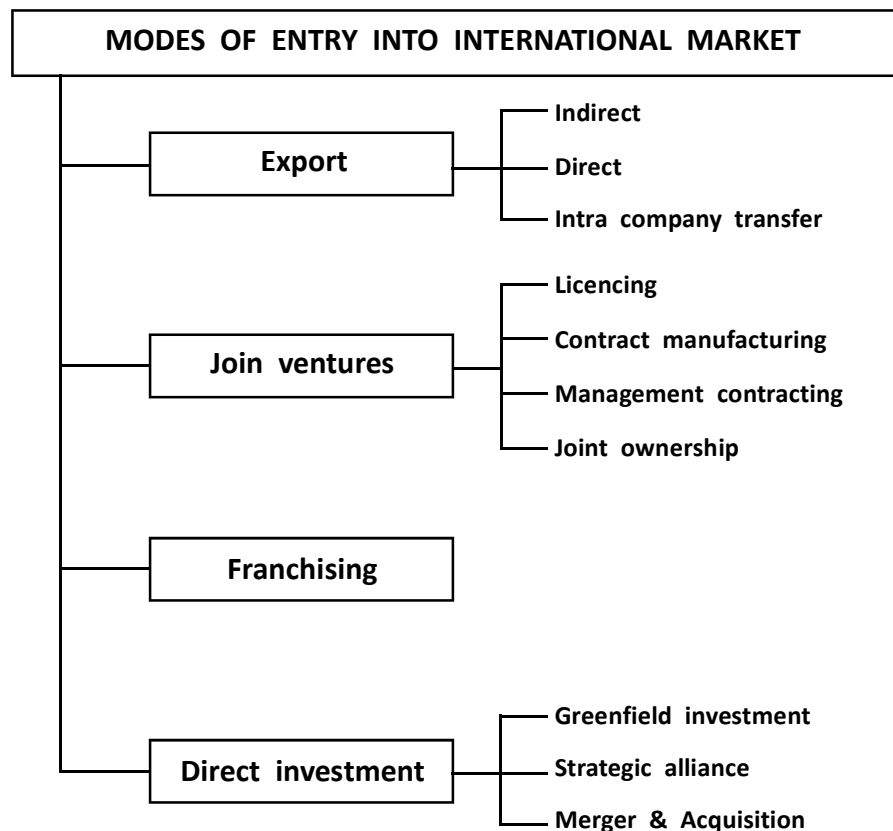 MODES OF ENTRY INTO INTERNATIONAL MARKET
Export
Indirect
Direct
Intra company transfer
Join ventures
Licencing
Contract manufacturing
Management contracting
Joint ownership
Franchising
Direct investment
Greenfield investment
Strategic alliance
Merger & Acquisition